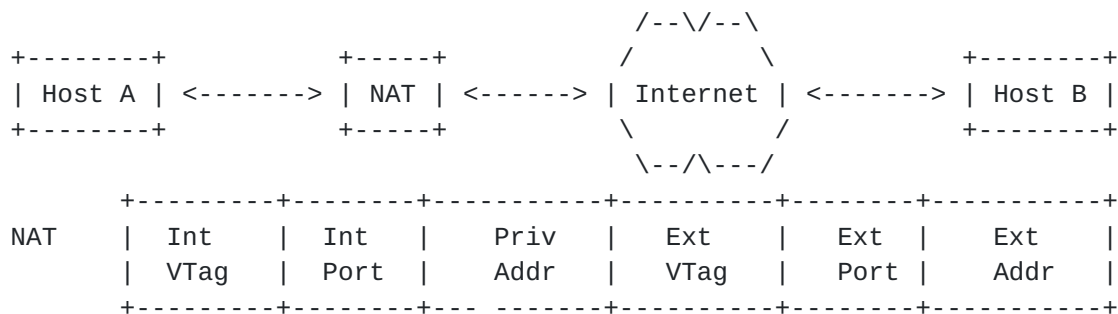 /--\/--\
+--------+          +-----+          /        \           +--------+
| Host A | <-------> | NAT | <------> | Internet | <-------> | Host B |
+--------+          +-----+          \        /           +--------+
                                      \--/\---/
       +---------+--------+-----------+----------+--------+-----------+
NAT    |  Int    |  Int   |    Priv   |   Ext    |   Ext  |    Ext    |
       |  VTag   |  Port  |    Addr   |   VTag   |   Port |    Addr   |
       +---------+--------+--- -------+----------+--------+-----------+